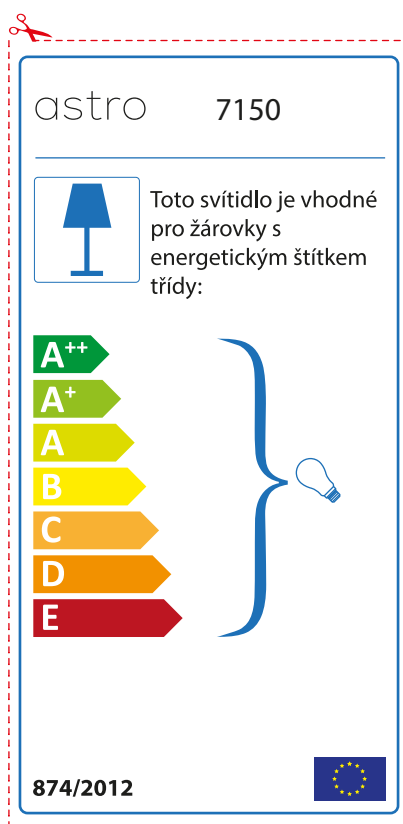 astro 7150
Toto svítidlo je vhodné
pro žárovky s
energetickým štítkem
třídy:
A++
A+
A
B
C
D
E
874/2012